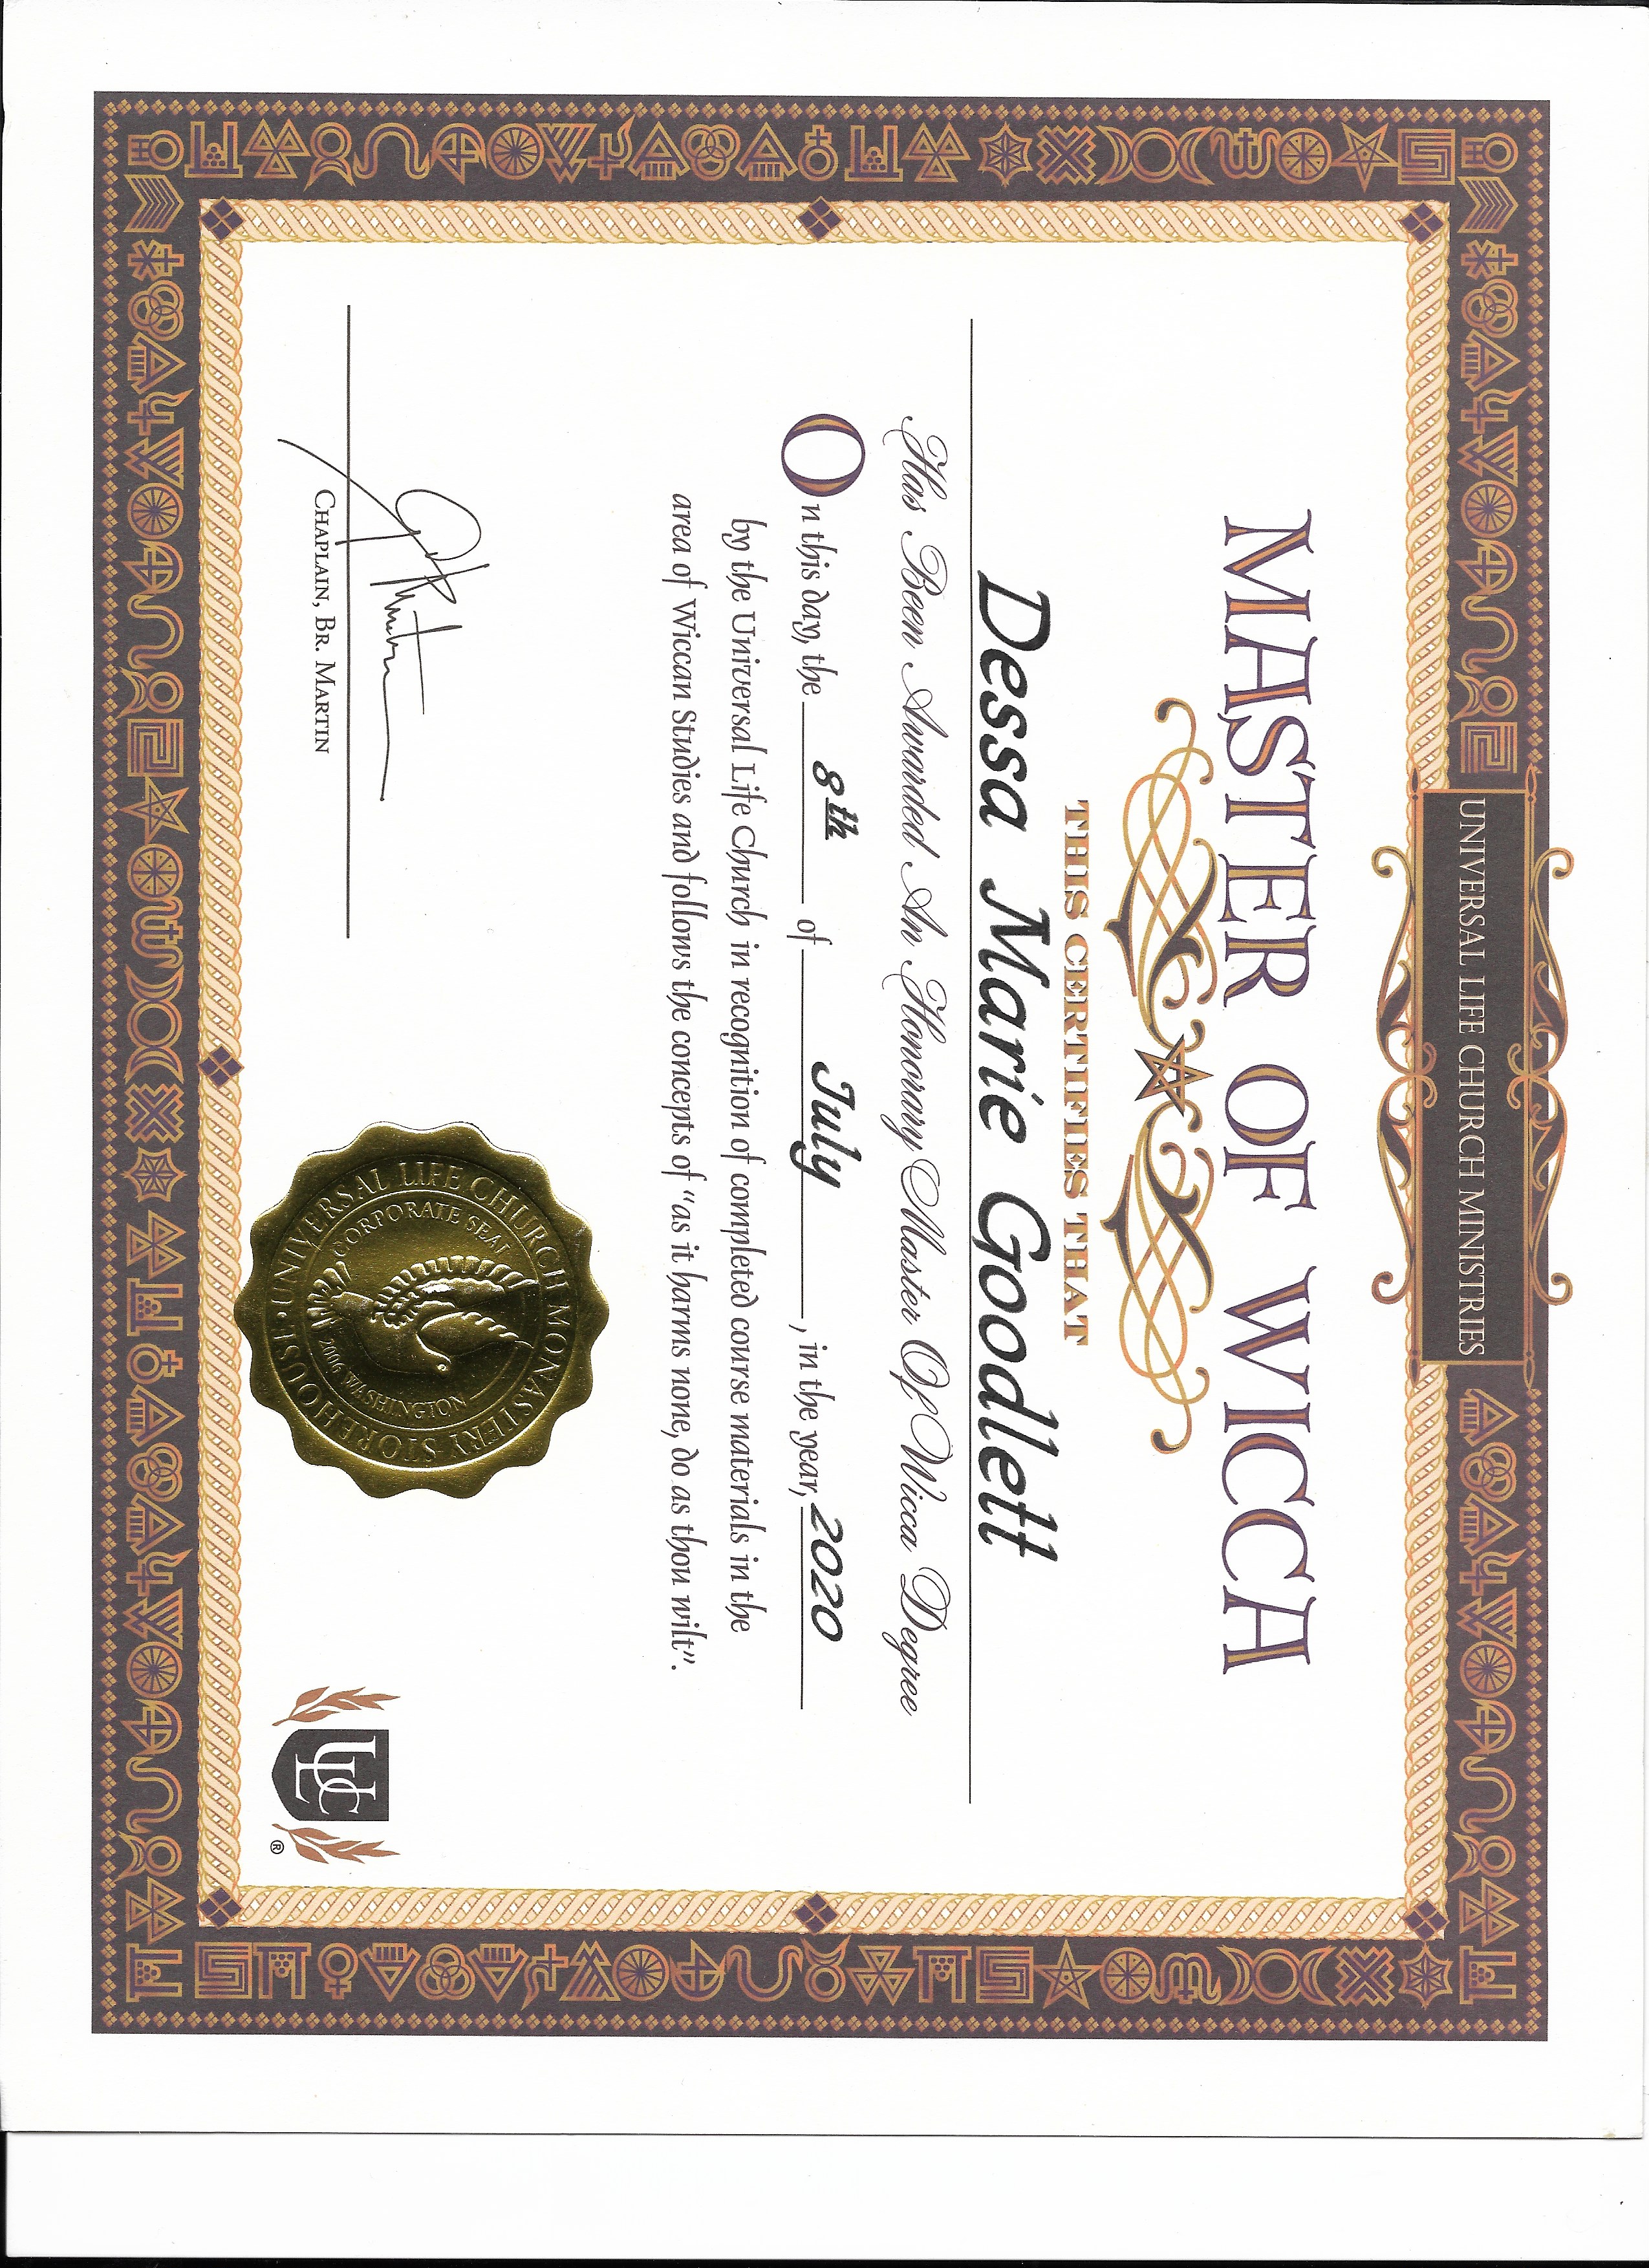 UNIVERSAL LIFE CHURCH MINISTRIES
MASTER OF WICCA
THIS CERTIFIES THAT
Dessa Marie Goodlett
Has Been Awarded An Honorary Master Of Wicca Degree
On this day, the 8th of July, in the year, 2020
by the Universal Life Church in recognition of completed course materials in the
area of Wiccan Studies and follows the concepts of "as it harms none, do as thou wilt".
CHAPLAIN, BR. MARTIN
UNIVERSAL LIFE CHURCH MONASTERY STOREHOUSE
CORPORATE SEAL
2006 WASHINGTON
ULC
®